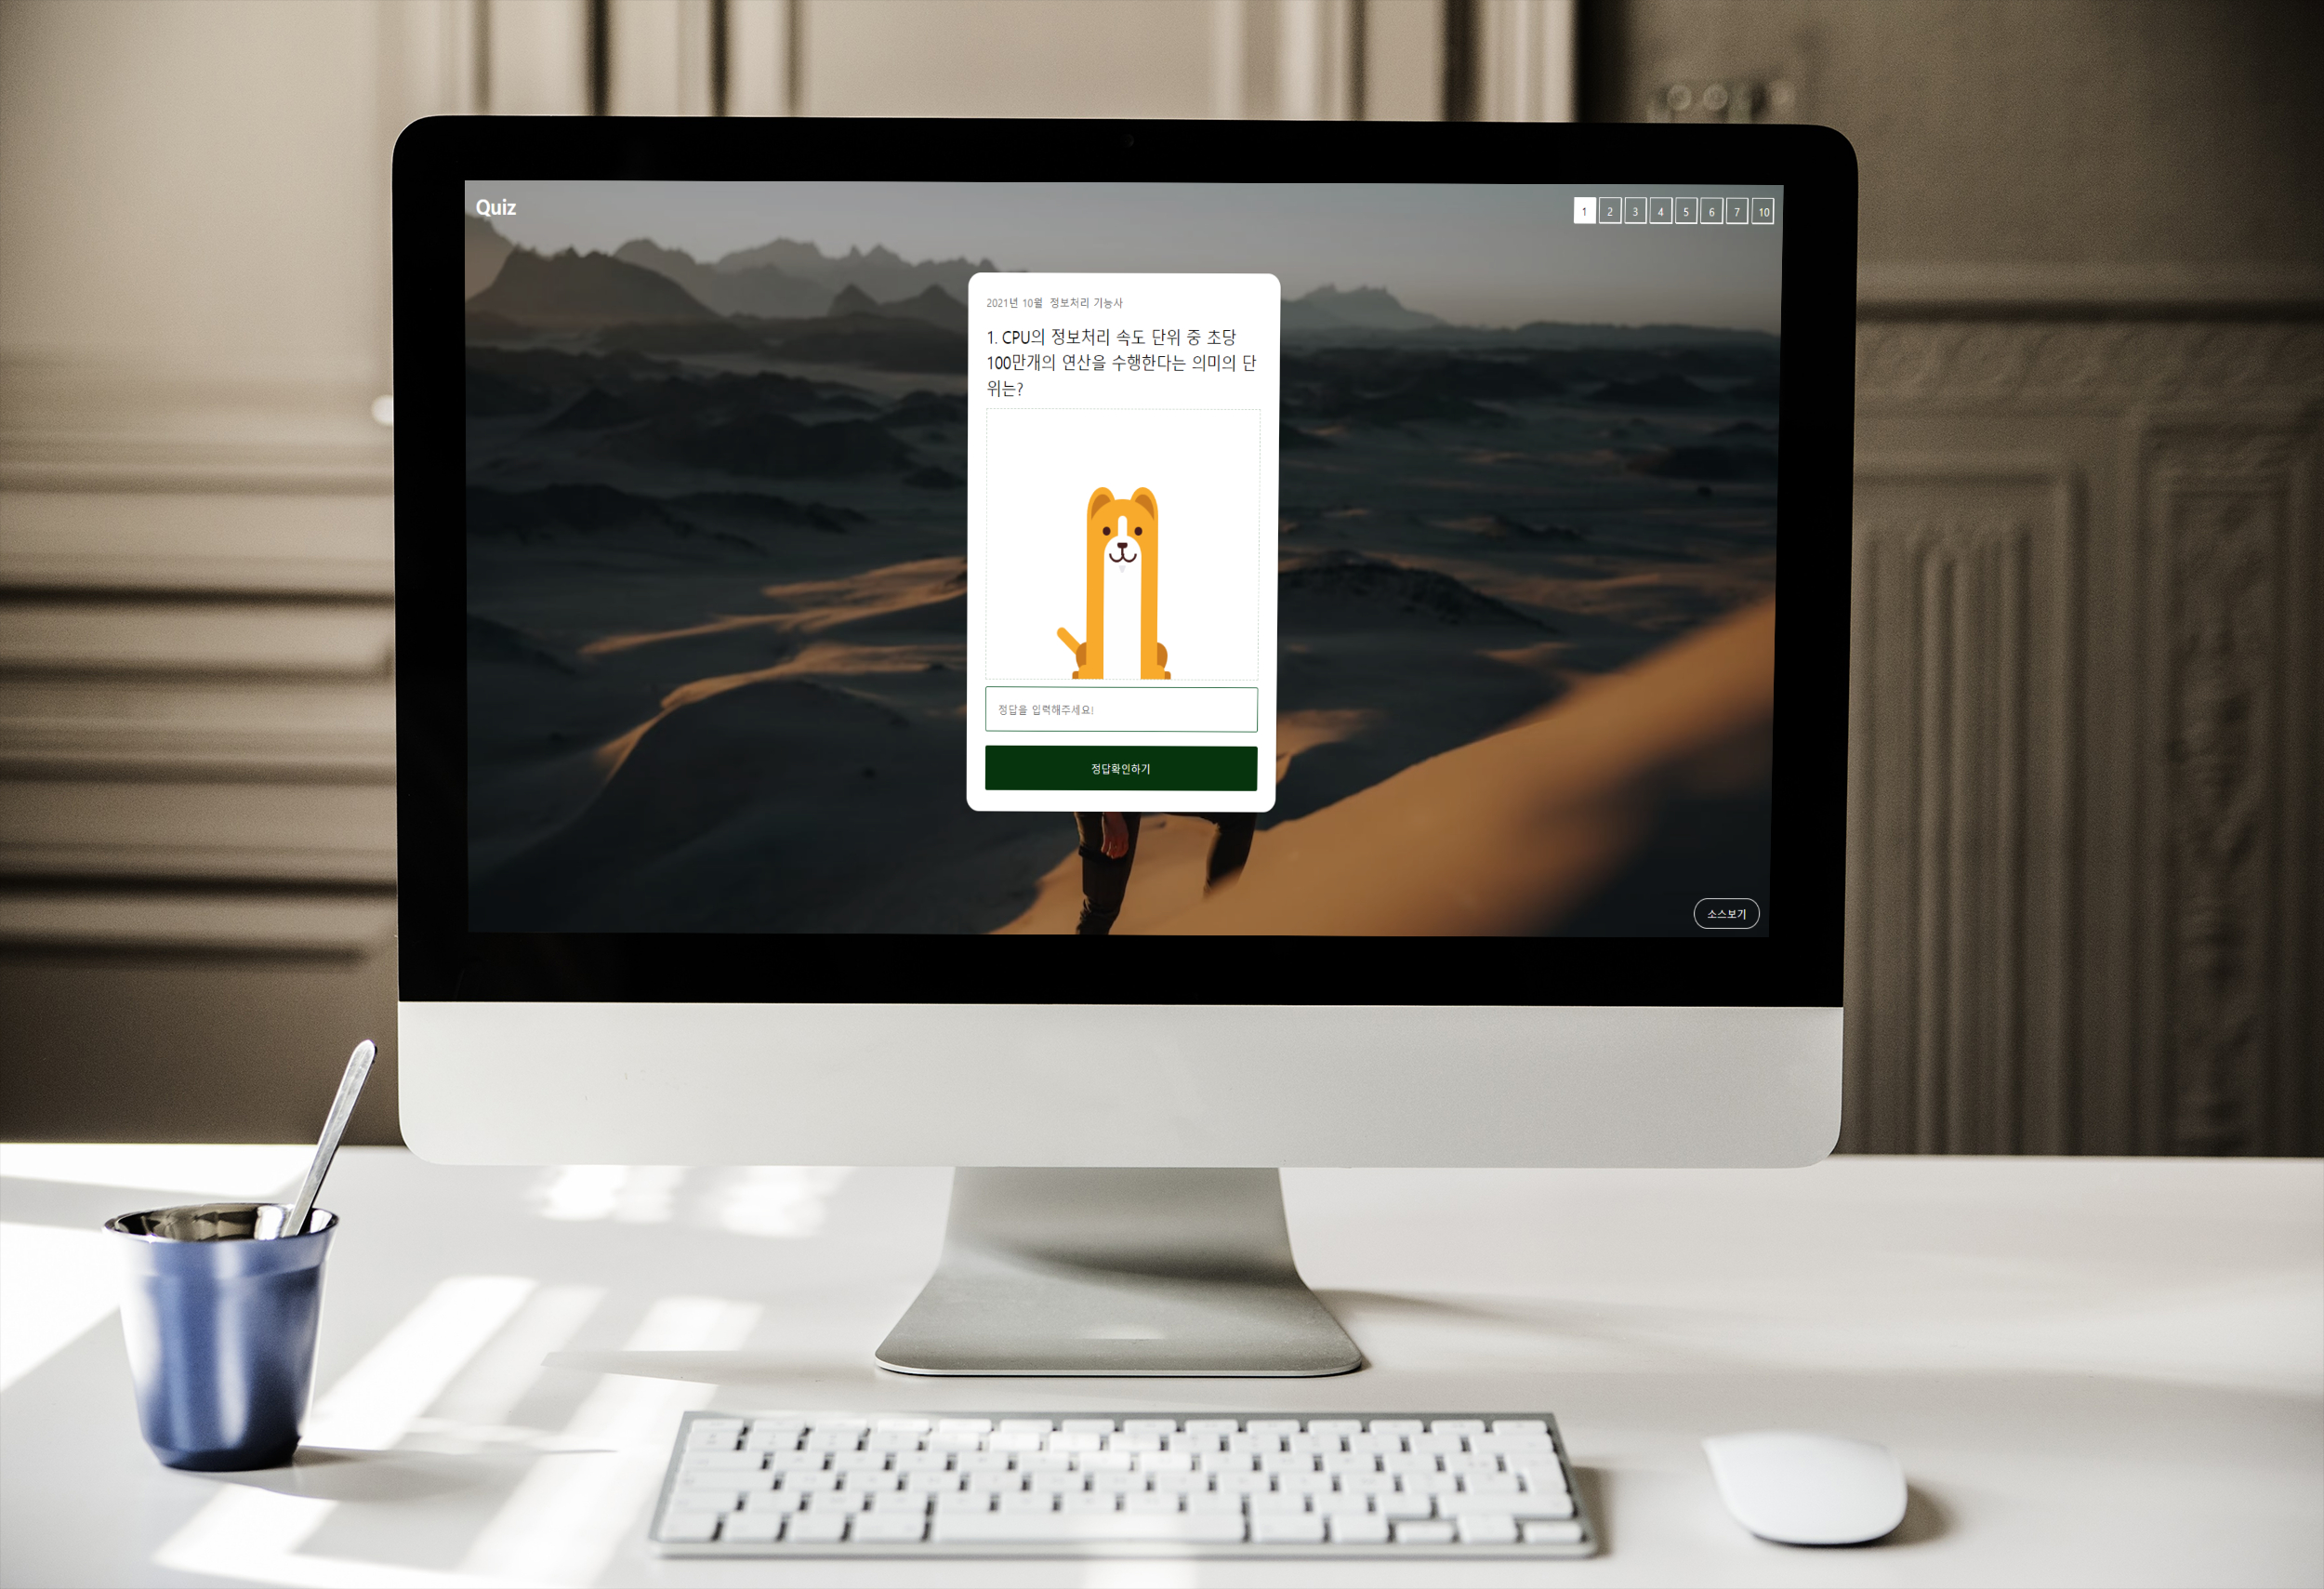 Quiz
1 2 3 4 5 6 7 10
2021년 10월 정보처리 기능사
1. CPU의 정보처리 속도 단위 중 초당
100만개의 연산을 수행한다는 의미의 단
위는?
정답을 입력해주세요!
정답확인하기
소스보기